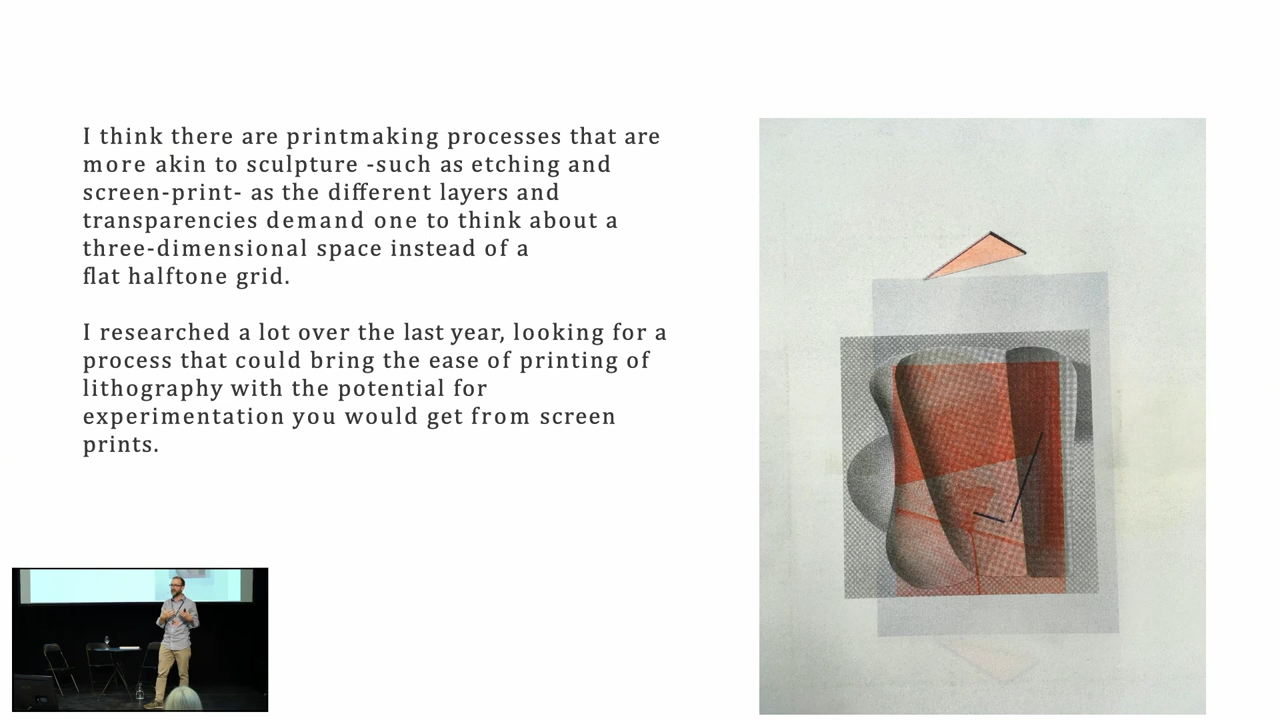 I think there are printmaking processes that are
more akin to sculpture -such as etching and
screen-print- as the different layers and
transparencies demand one to think about a
three-dimensional space instead of a
flat halftone grid.
I researched a lot over the last year, looking for a
process that could bring the ease of printing of
lithography with the potential for
experimentation you would get from screen
prints.